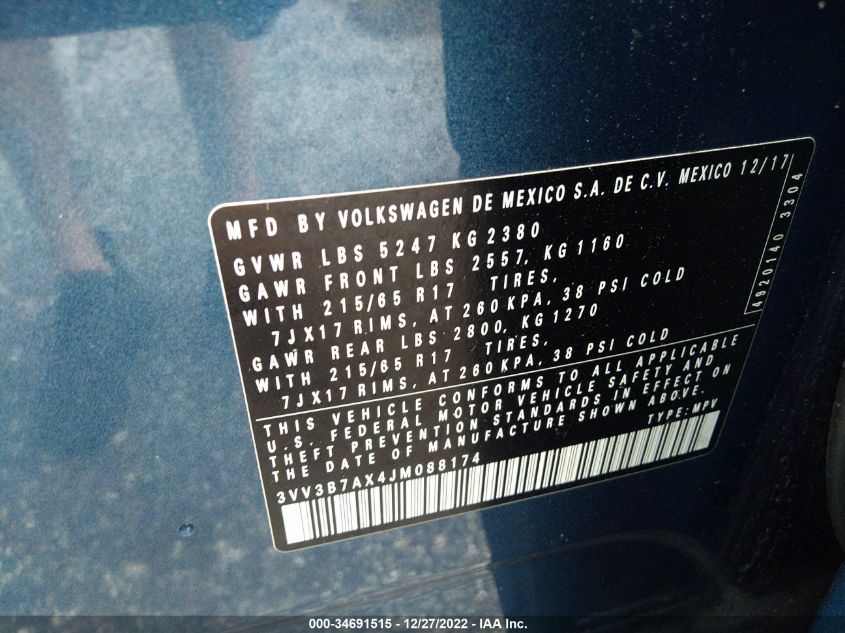 MFD BY VOLKSWAGEN DE MEXICO S.A. DE C.V. MEXICO 12/17
GVWR LBS 5247 KG 2380
GAWR FRONT LBS 2557, KG 1160
WITH 215/65 R17 TIRES,
7JX17 RIMS, AT 260 KPA, 38 PSI COLD
GAWR REAR LBS 2800, KG 1270
WITH 215/65 R17 TIRES,
7JX17 RIMS, AT 260 KPA, 38 PSI COLD
4920140 3304
THIS VEHICLE CONFORMS TO ALL APPLICABLE
U.S. FEDERAL MOTOR VEHICLE SAFETY AND
THEFT PREVENTION STANDARDS IN EFFECT ON
THE DATE OF MANUFACTURE SHOWN ABOVE.
3VV3B7AX4JM088174 TYPE: MPV
000-34691515 - 12/27/2022 - IAA Inc.